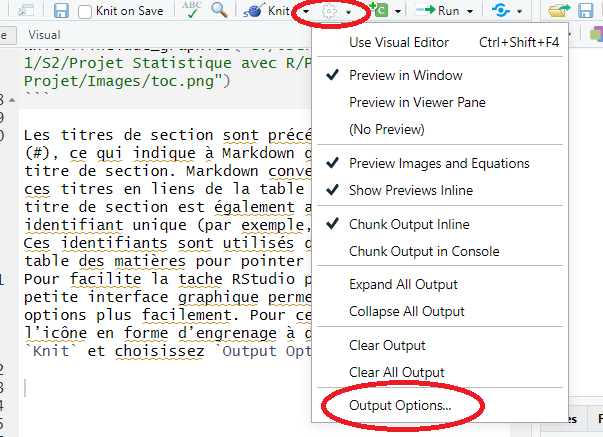 Knit on Save
ABC
Knit
Run
Visual
1/S2/Projet Statistique avec R/P
Projet/Images/toc.png")
```
Les titres de section sont précé
(#), ce qui indique à Markdown q
titre de section. Markdown conve
ces titres en liens de la table
titre de section est également a
identifiant unique (par exemple,
Ces identifiants sont utilisés d
table des matières pour pointer
Pour facilite la tache RStudio p
petite interface graphique perme
options plus facilement. Pour ce
l'icône en forme d'engrenage à d
`Knit` et choisissez `Output Opt
Use Visual Editor Ctrl+Shift+F4
Preview in Window
Preview in Viewer Pane
(No Preview)
Preview Images and Equations
Show Previews Inline
Chunk Output Inline
Chunk Output in Console
Expand All Output
Collapse All Output
Clear Output
Clear All Output
Output Options...